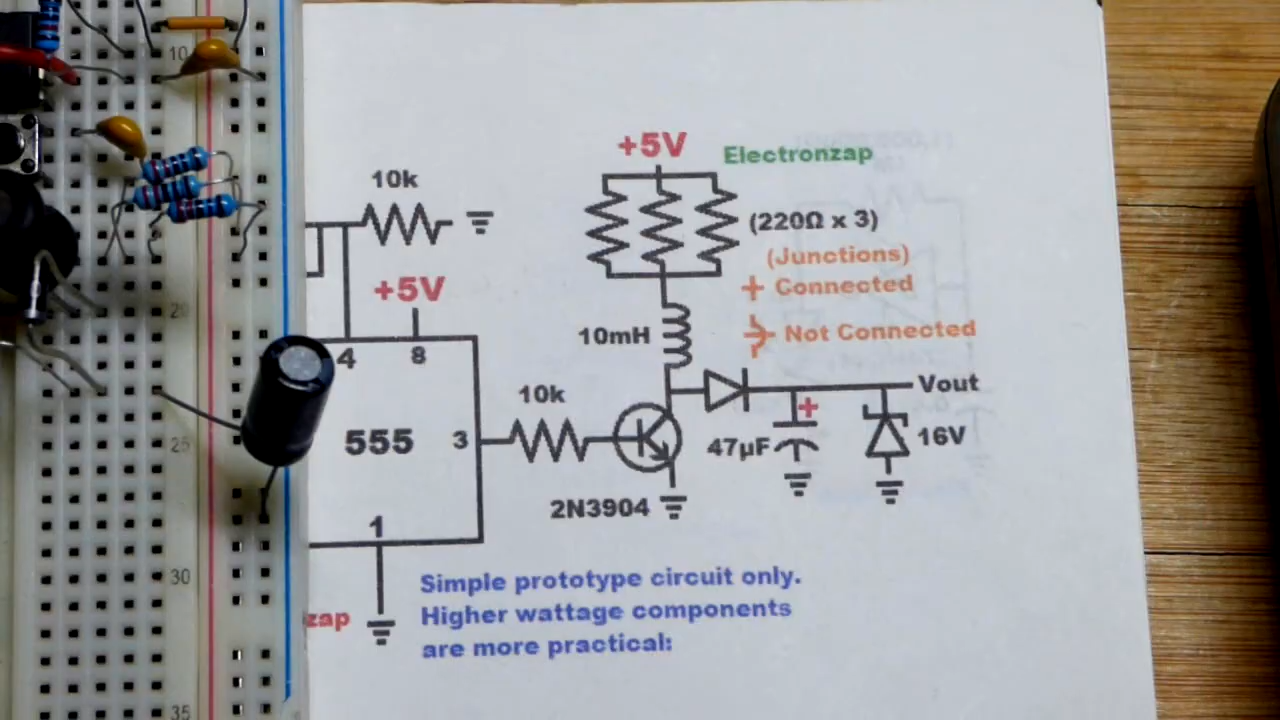 10
20
25
30
35
+5V
Electronzap
10k
(220Ω x 3)
(Junctions)
+ Connected
Not Connected
+5V
10mH
4
8
10k
Vout
+
555
3
47µF
16V
2N3904
1
Simple prototype circuit only.
Higher wattage components
are more practical:
zap